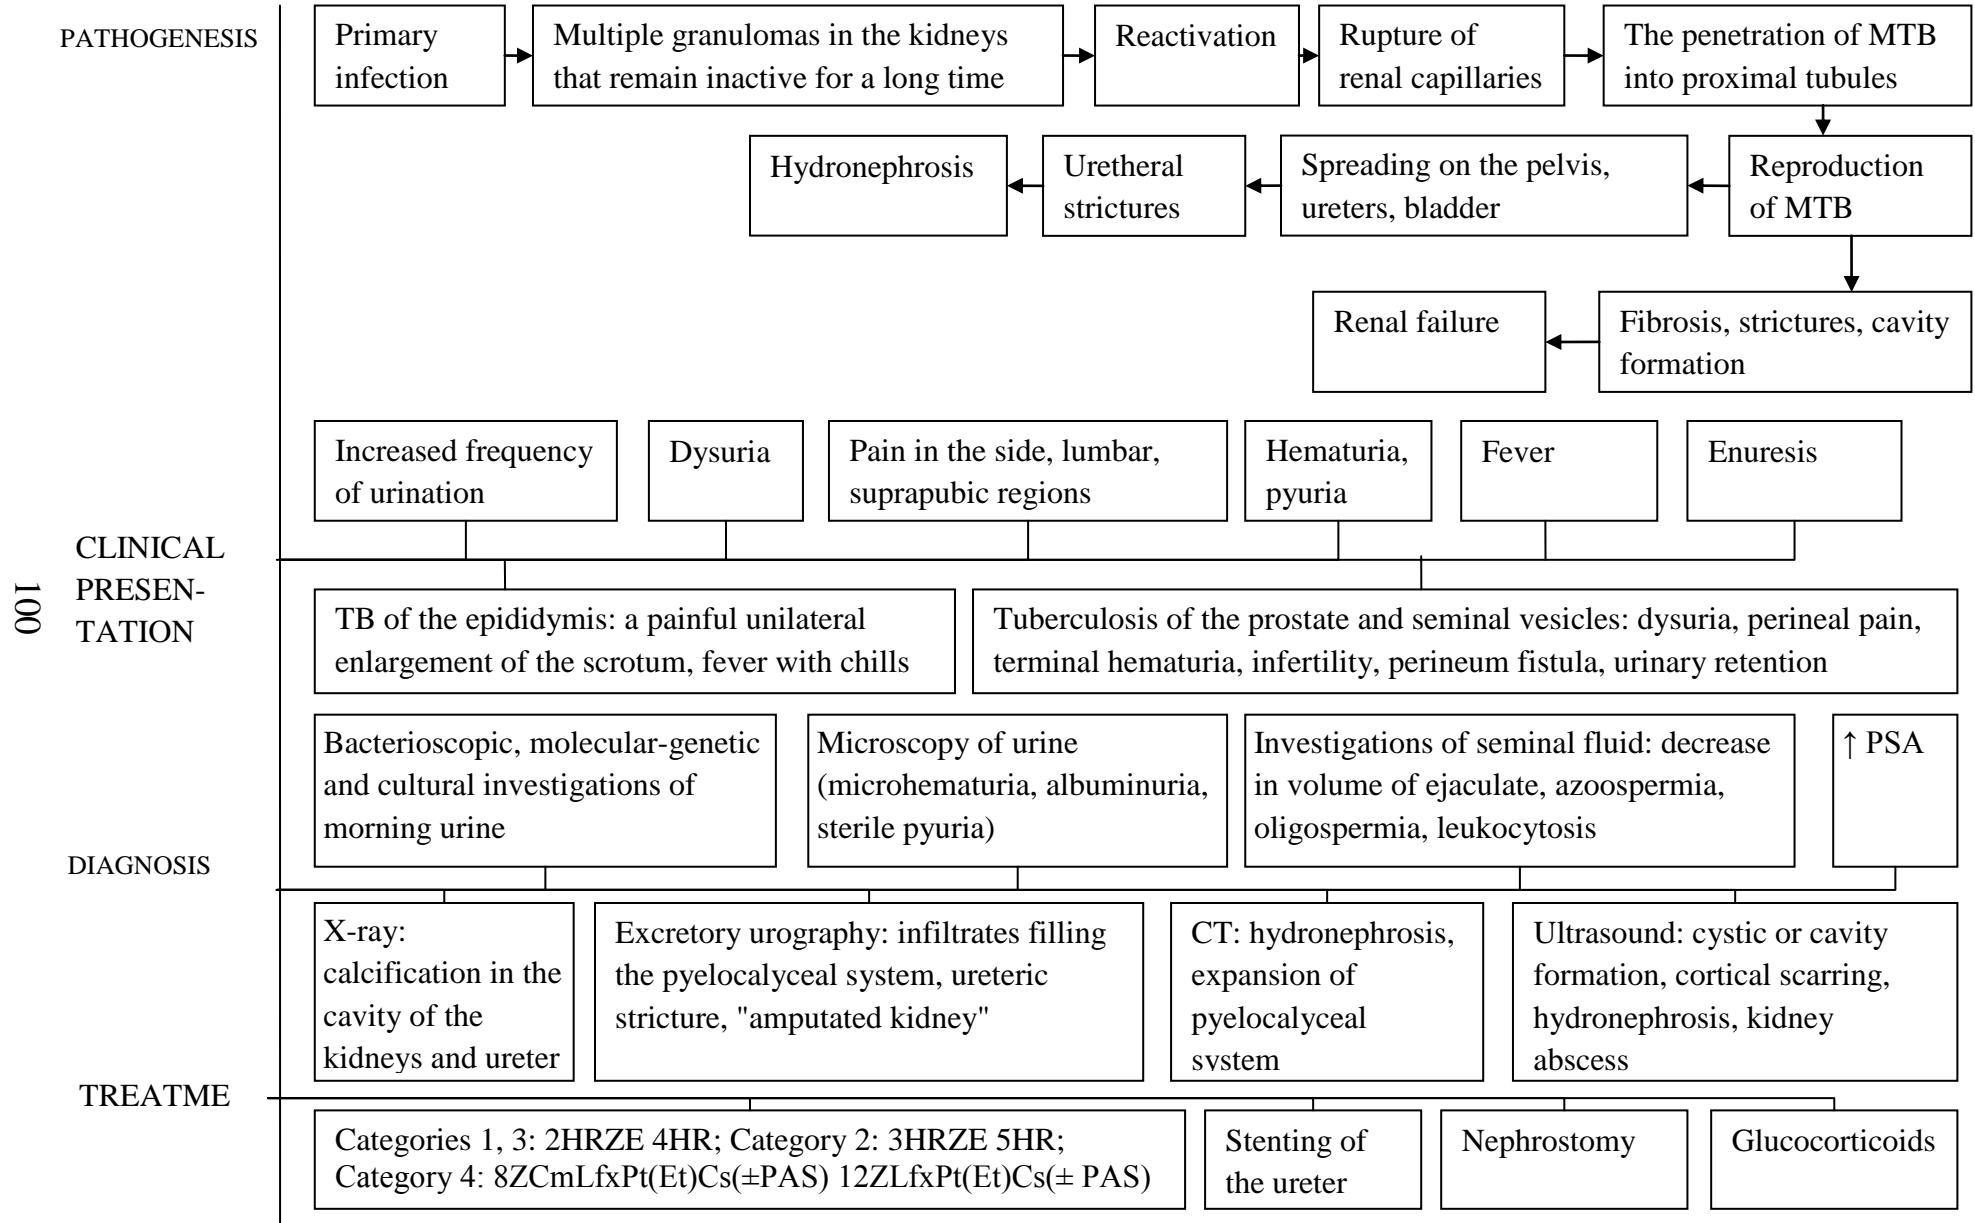 PATHOGENESIS
Primary
infection
Multiple granulomas in the kidneys
that remain inactive for a long time
Reactivation
Rupture of
renal capillaries
The penetration of MTB
into proximal tubules
Hydronephrosis
Uretheral
strictures
Spreading on the pelvis,
ureters, bladder
Reproduction
of MTB
Renal failure
Fibrosis, strictures, cavity
formation
Increased frequency
of urination
Dysuria
Pain in the side, lumbar,
suprapubic regions
Hematuria,
pyuria
Fever
Enuresis
CLINICAL
PRESEN-
TATION
100
TB of the epididymis: a painful unilateral
enlargement of the scrotum, fever with chills
Tuberculosis of the prostate and seminal vesicles: dysuria, perineal pain,
terminal hematuria, infertility, perineum fistula, urinary retention
Bacterioscopic, molecular-genetic
and cultural investigations of
morning urine
Microscopy of urine
(microhematuria, albuminuria,
sterile pyuria)
Investigations of seminal fluid: decrease
in volume of ejaculate, azoospermia,
oligospermia, leukocytosis
↑ PSA
DIAGNOSIS
X-ray:
calcification in the
cavity of the
kidneys and ureter
Excretory urography: infiltrates filling
the pyelocalyceal system, ureteric
stricture, "amputated kidney"
CT: hydronephrosis,
expansion of
pyelocalyceal
system
Ultrasound: cystic or cavity
formation, cortical scarring,
hydronephrosis, kidney
abscess
TREATME
Categories 1, 3: 2HRZE 4HR; Category 2: 3HRZE 5HR;
Category 4: 8ZCmLfxPt(Et)Cs(±PAS) 12ZLfxPt(Et)Cs(± PAS)
Stenting of
the ureter
Nephrostomy
Glucocorticoids